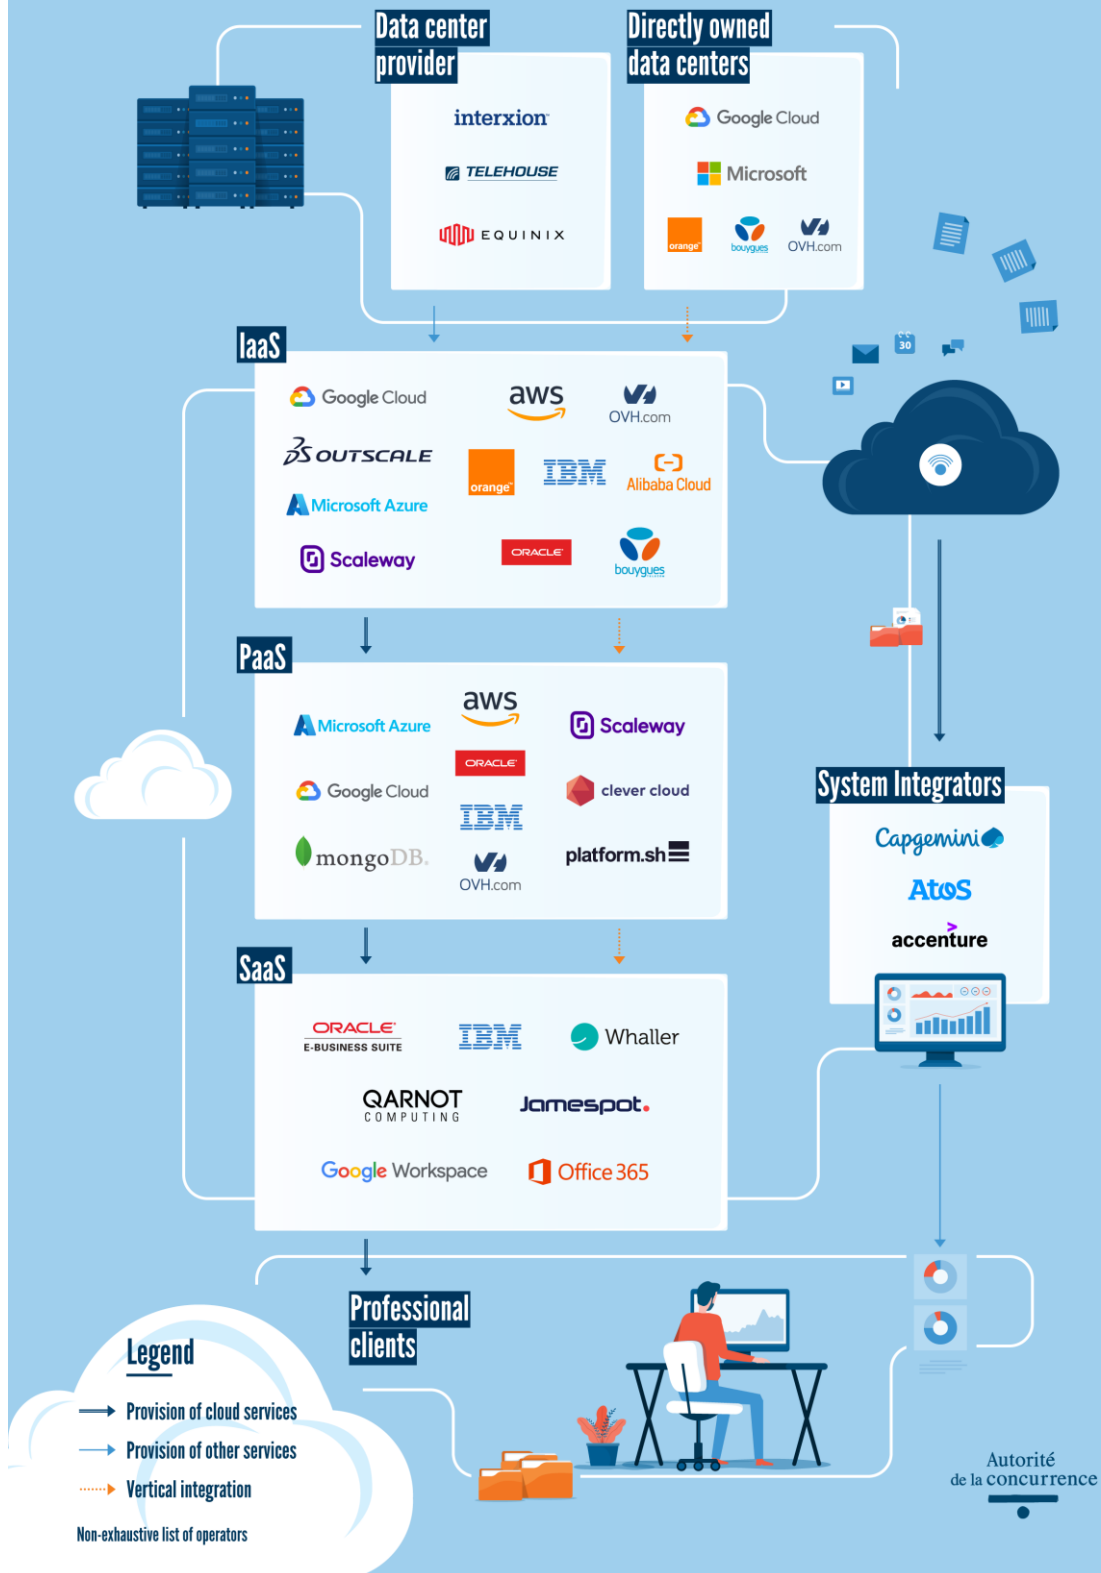 Data center
provider
Directly owned
data centers
interxion
TELEHOUSE
EQUINIX
Google Cloud
Microsoft
orange
bouygues
OVH.com
30
IaaS
Google Cloud
aws
OVH.com
OUTSCALE
orange
IBM
Alibaba Cloud
Microsoft Azure
Scaleway
ORACLE
bouygues
PaaS
aws
Microsoft Azure
Scaleway
ORACLE
Google Cloud
clever cloud
IBM
mongoDB.
OVH.com
platform.sh
System Integrators
Capgemini
Atos
accenture
SaaS
ORACLE
E-BUSINESS SUITE
IBM
Whaller
QARNOT
COMPUTING
Jamespot.
Google Workspace
Office 365
Professional
clients
Legend
Provision of cloud services
Provision of other services
Vertical integration
Non-exhaustive list of operators
Autorité
de la concurrence